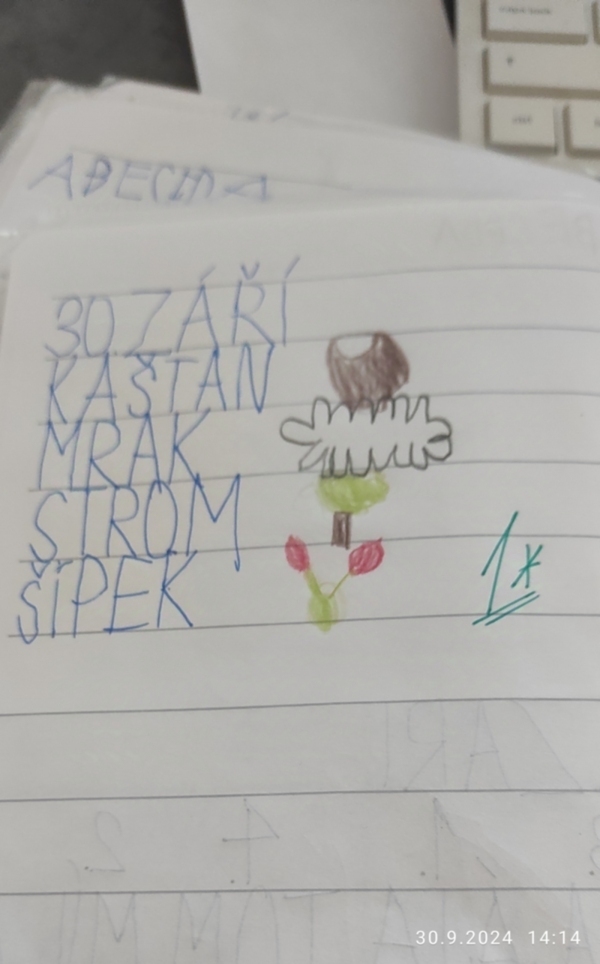 ABECEDA
30 ZÁŘÍ
KAŠTAN
MRAK
STROM
ŠÍPEK
1*
30.9.2024 14:14